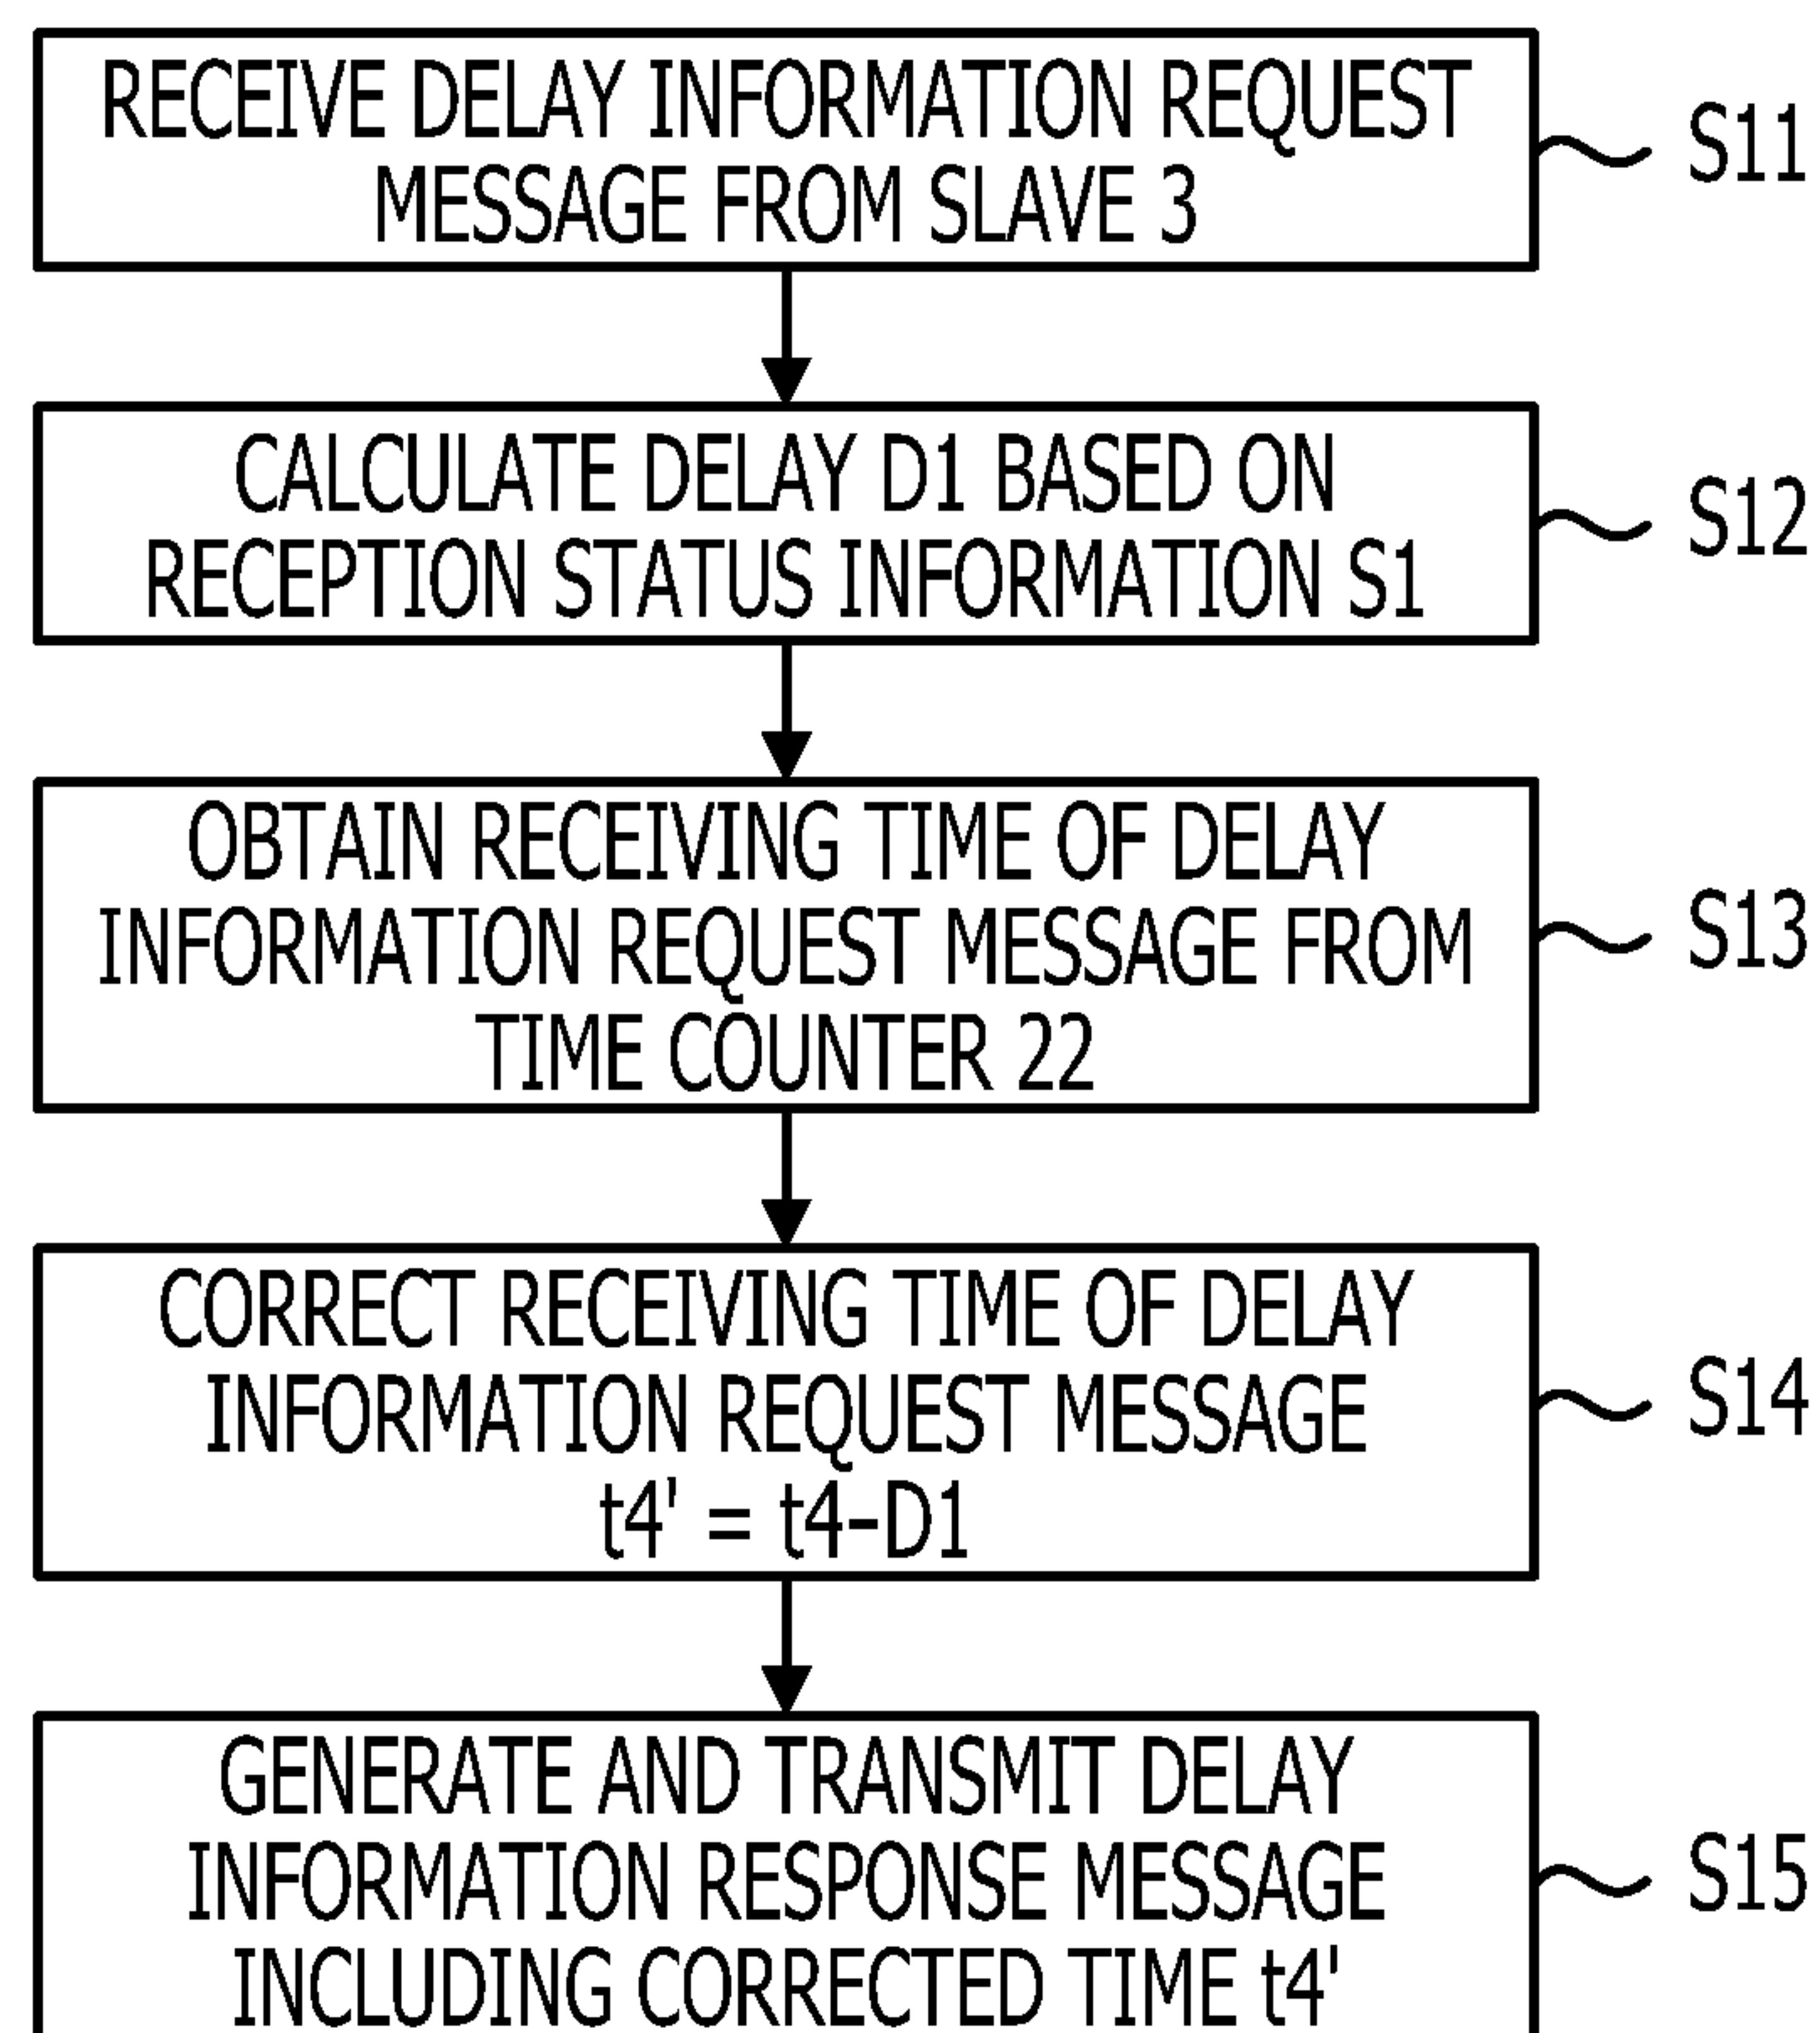 RECEIVE DELAY INFORMATION REQUEST
MESSAGE FROM SLAVE 3
S11
CALCULATE DELAY D1 BASED ON
RECEPTION STATUS INFORMATION S1
S12
OBTAIN RECEIVING TIME OF DELAY
INFORMATION REQUEST MESSAGE FROM
TIME COUNTER 22
S13
CORRECT RECEIVING TIME OF DELAY
INFORMATION REQUEST MESSAGE
t4' = t4-D1
S14
GENERATE AND TRANSMIT DELAY
INFORMATION RESPONSE MESSAGE
INCLUDING CORRECTED TIME t4'
S15